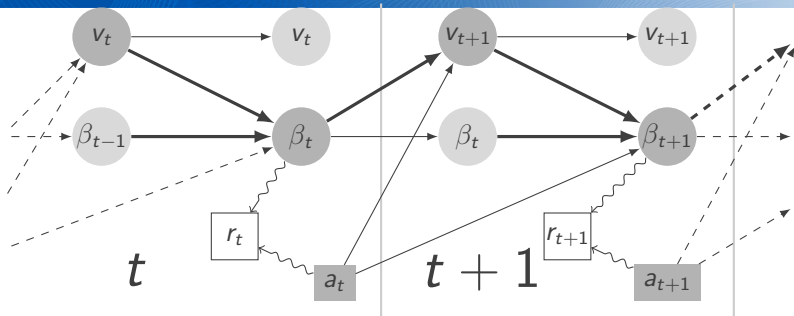 v_t v_t v_{t+1} v_{t+1}
β_{t−1} β_t β_t β_{t+1}
r_t r_{t+1}
t a_t t + 1 a_{t+1}